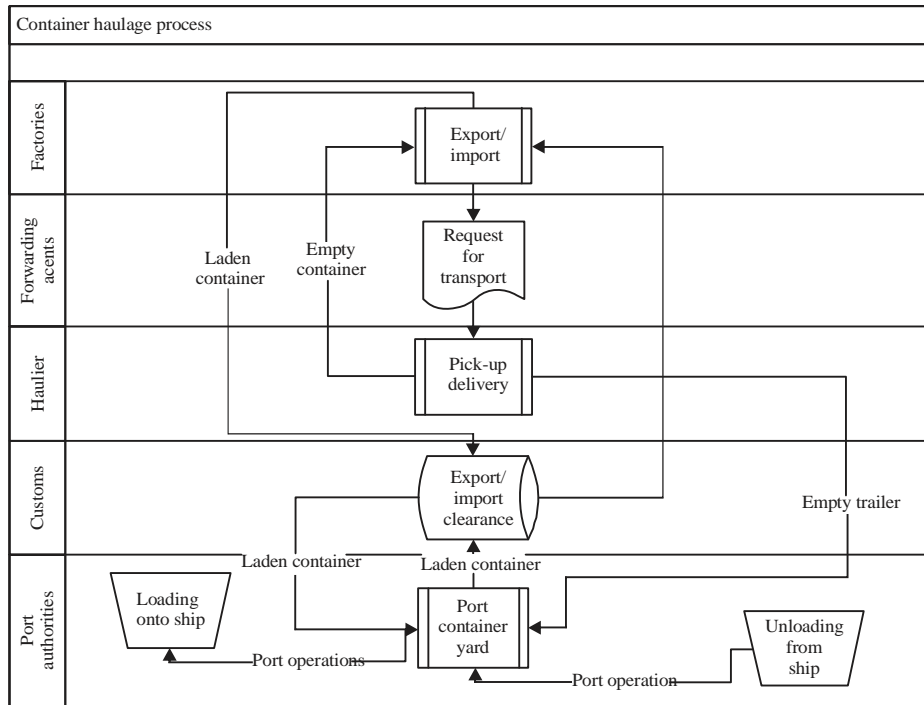 Container haulage process
Factories
Export/
import
Forwarding
acents
Laden
container
Empty
container
Request
for
transport
Haulier
Pick-up
delivery
Customs
Export/
import
clearance
Empty trailer
Laden container
Laden container
Port
authorities
Loading
onto ship
Port
container
yard
Unloading
from
ship
Port operations
Port operation